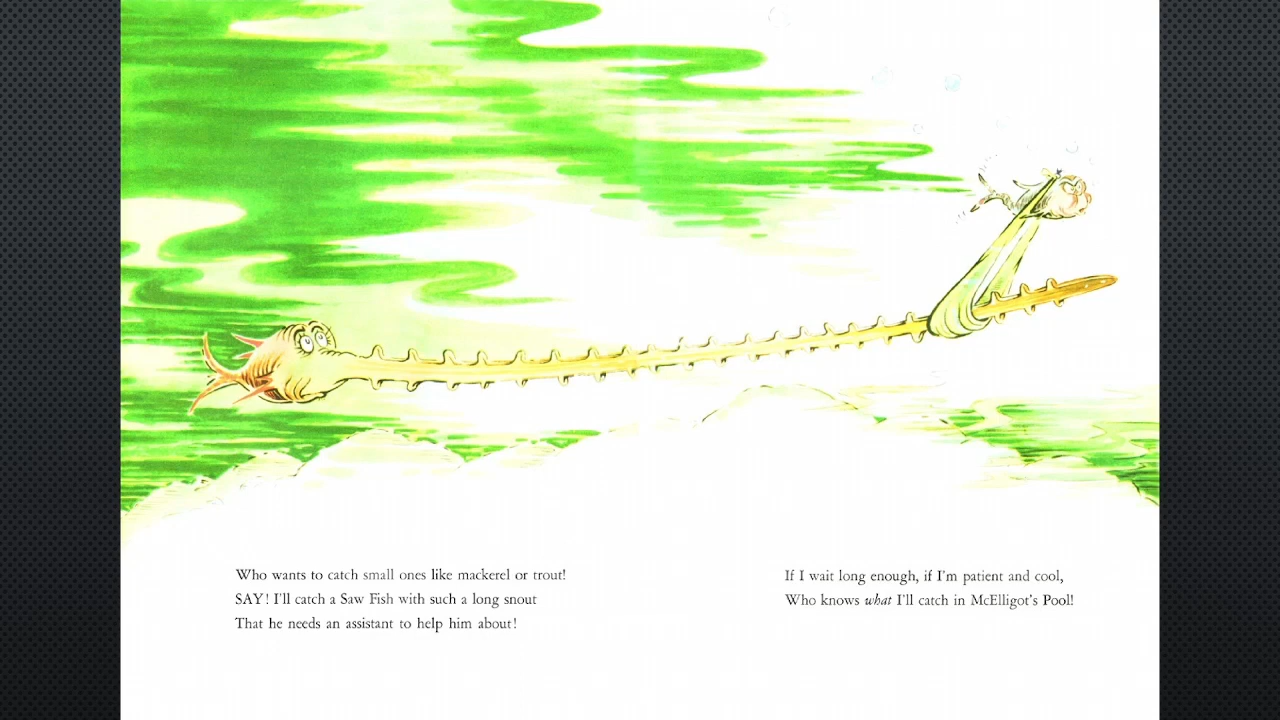 Who wants to catch small ones like mackerel or trout!
SAY! I'll catch a Saw Fish with such a long snout
That he needs an assistant to help him about!
If I wait long enough, if I'm patient and cool,
Who knows what I'll catch in McElligot's Pool!